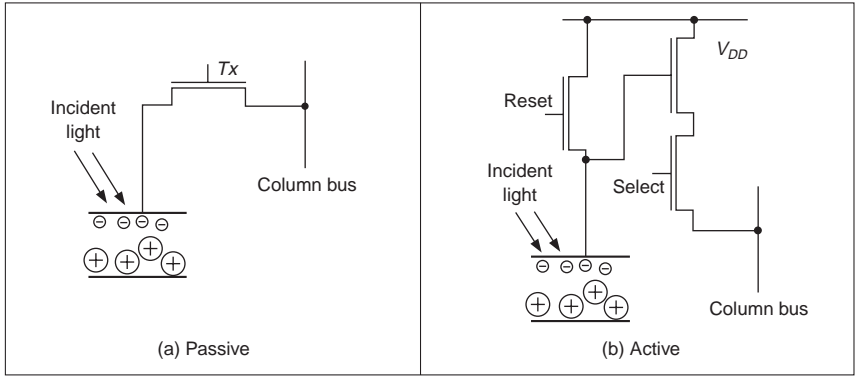 Tx
Incident
light
Column bus
(a) Passive
V_DD
Reset
Incident
light
Select
Column bus
(b) Active